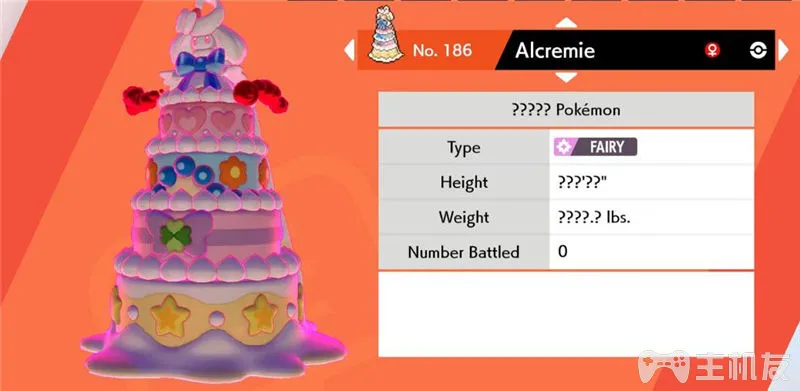 No. 186 Alcremie
????? Pokémon
Type FAIRY
Height ???'??"
Weight ????.? lbs.
Number Battled 0
主机友